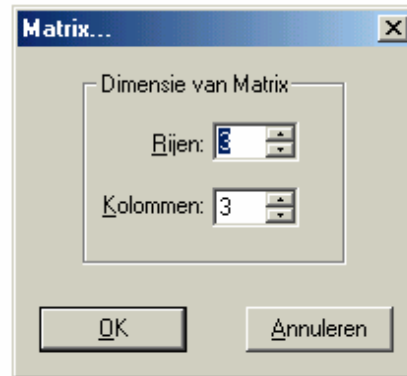 Matrix...
Dimensie van Matrix
Rijen: 3
Kolommen: 3
OK Annuleren